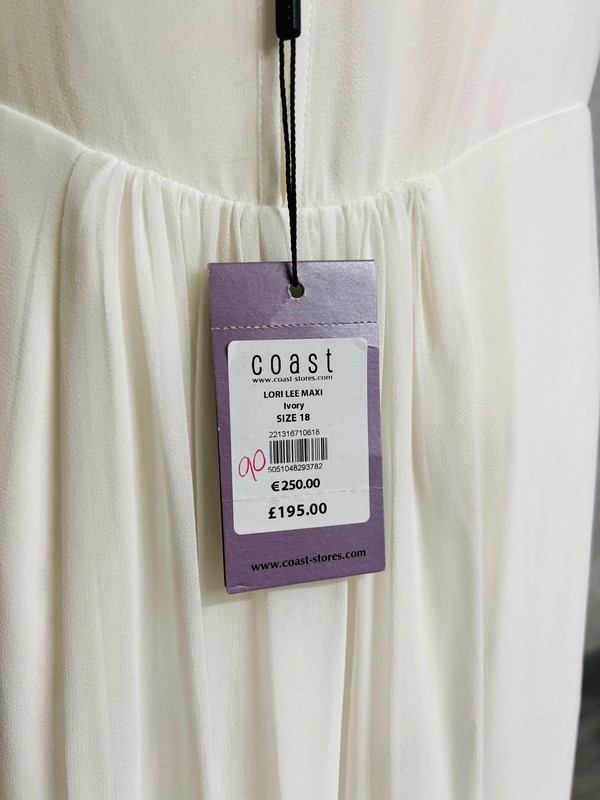 coast
www.coast-stores.com
LORI LEE MAXI
Ivory
SIZE 18
221316710618
90
5051048293782
€250.00
£195.00
www.coast-stores.com